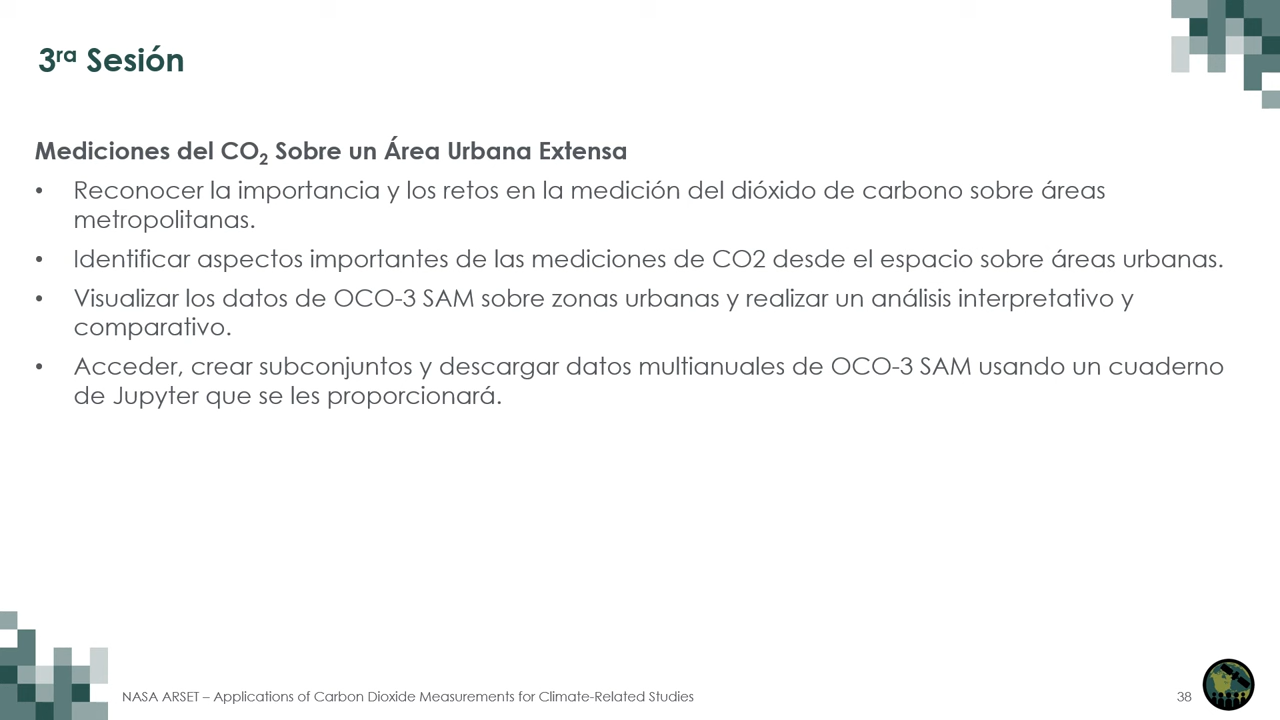 3ra Sesión
Mediciones del CO2 Sobre un Área Urbana Extensa
• Reconocer la importancia y los retos en la medición del dióxido de carbono sobre áreas
metropolitanas.
• Identificar aspectos importantes de las mediciones de CO2 desde el espacio sobre áreas urbanas.
• Visualizar los datos de OCO-3 SAM sobre zonas urbanas y realizar un análisis interpretativo y
comparativo.
• Acceder, crear subconjuntos y descargar datos multianuales de OCO-3 SAM usando un cuaderno
de Jupyter que se les proporcionará.
NASA ARSET – Applications of Carbon Dioxide Measurements for Climate-Related Studies
38